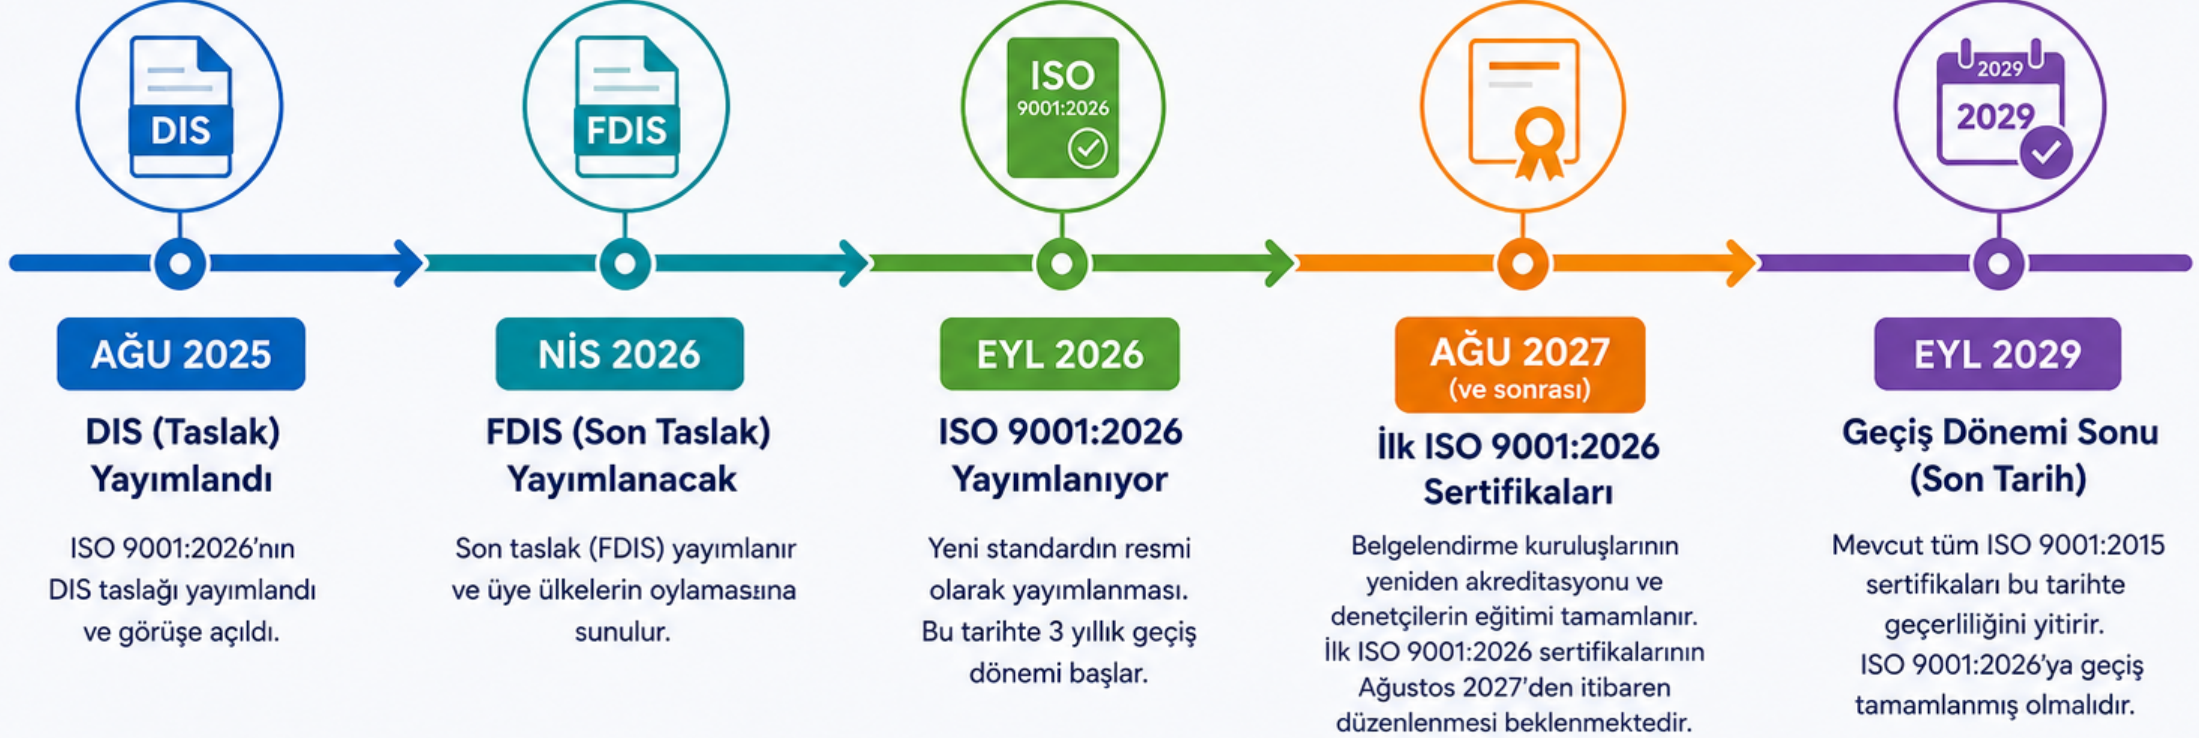 DIS
FDIS
ISO
9001:2026
2029
2029
AĞU 2025
DIS (Taslak)
Yayımlandı
ISO 9001:2026'nın
DIS taslağı yayımlandı
ve görüşe açıldı.
NİS 2026
FDIS (Son Taslak)
Yayımlanacak
Son taslak (FDIS) yayımlanır
ve üye ülkelerin oylamasına
sunulur.
EYL 2026
ISO 9001:2026
Yayımlanıyor
Yeni standardın resmi
olarak yayımlanması.
Bu tarihte 3 yıllık geçiş
dönemi başlar.
AĞU 2027
(ve sonrası)
İlk ISO 9001:2026
Sertifikaları
Belgelendirme kuruluşlarının
yeniden akreditasyonu ve
denetçilerin eğitimi tamamlanır.
İlk ISO 9001:2026 sertifikalarının
Ağustos 2027'den itibaren
düzenlenmesi beklenmektedir.
EYL 2029
Geçiş Dönemi Sonu
(Son Tarih)
Mevcut tüm ISO 9001:2015
sertifikaları bu tarihte
geçerliliğini yitirir.
ISO 9001:2026'ya geçiş
tamamlanmış olmalıdır.